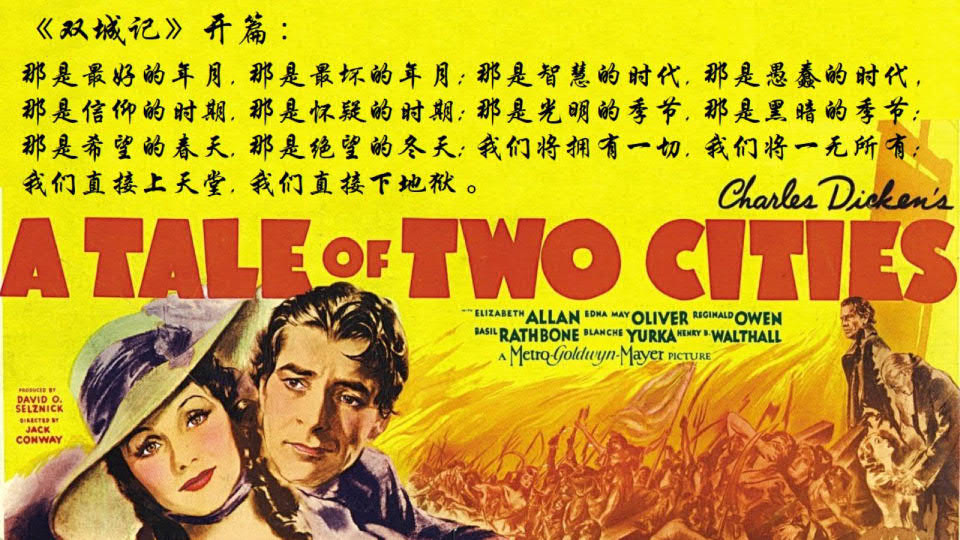 《双城记》开篇：
那是最好的年月，那是最坏的年月；那是智慧的时代，那是愚蠢的时代，
那是信仰的时期，那是怀疑的时期；那是光明的季节，那是黑暗的季节；
那是希望的春天，那是绝望的冬天；我们将拥有一切，我们将一无所有；
我们直接上天堂，我们直接下地狱。
Charles Dicken's
A TALE OF TWO CITIES
WITH ELIZABETH ALLAN EDNA MAY OLIVER REGINALD OWEN
BASIL RATHBONE BLANCHE YURKA HENRY B. WALTHALL
A Metro-Goldwyn-Mayer PICTURE
PRODUCED BY
DAVID O.
SELZNICK
DIRECTED BY
JACK
CONWAY